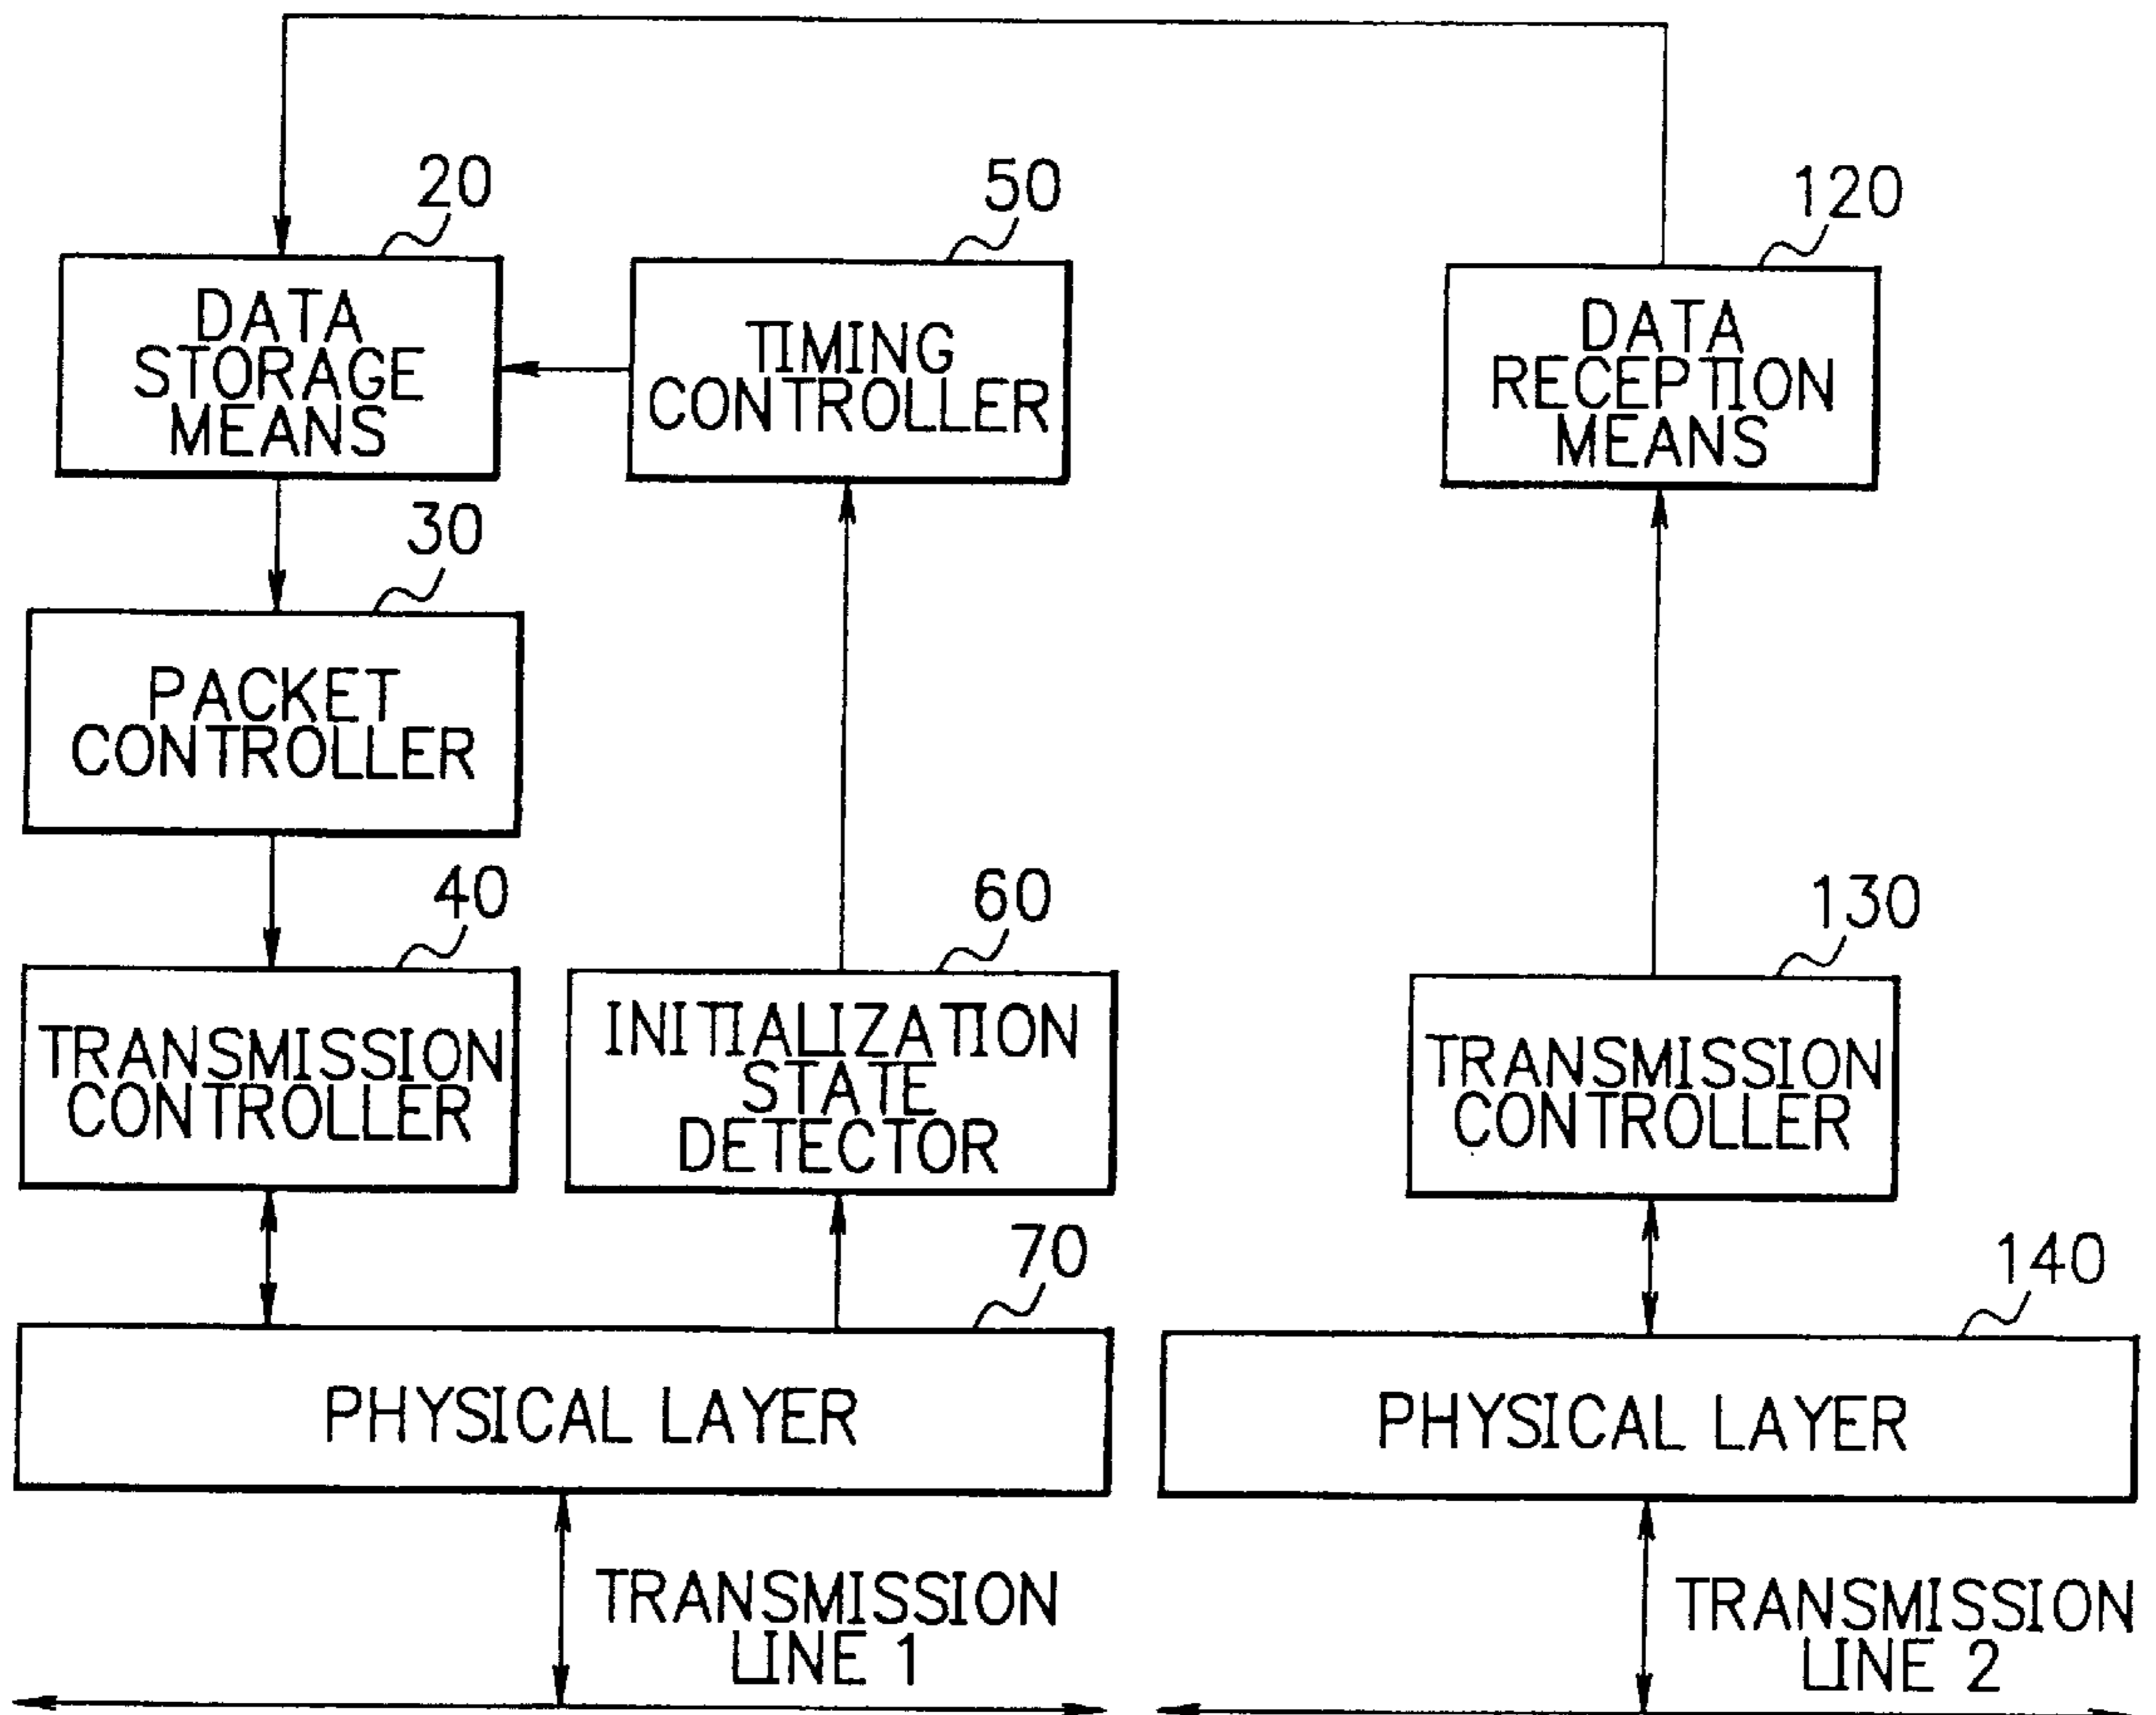 20
50
120
DATA
STORAGE
MEANS
TIMING
CONTROLLER
DATA
RECEPTION
MEANS
30
PACKET
CONTROLLER
40
60
130
TRANSMISSION
CONTROLLER
INITIALIZATION
STATE
DETECTOR
TRANSMISSION
CONTROLLER
70
140
PHYSICAL LAYER
PHYSICAL LAYER
TRANSMISSION
LINE 1
TRANSMISSION
LINE 2